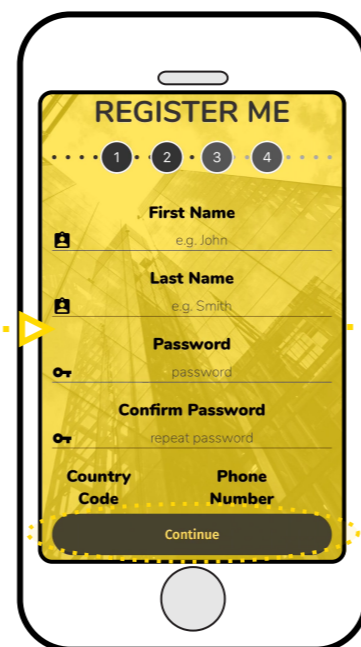 REGISTER ME
1 2 3 4
First Name
e.g. John
Last Name
e.g. Smith
Password
password
Confirm Password
repeat password
Country Code
Phone Number
Continue